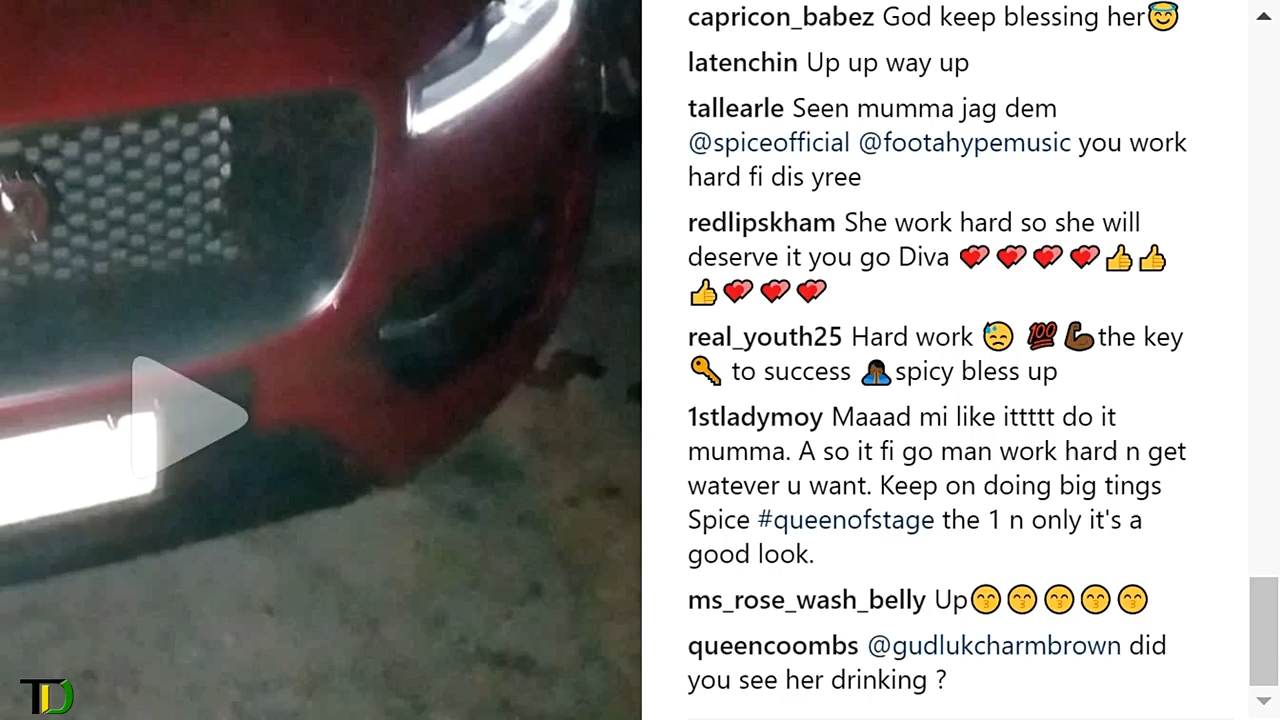 capricon_babez God keep blessing her😇
latenchin Up up way up
tallearle Seen mumma jag dem
@spiceofficial @footahypemusic you work
hard fi dis yree
redlipskham She work hard so she will
deserve it you go Diva 💕💕💕💕👍👍
👍💕💕💕
real_youth25 Hard work 😓 💯💪🏾the key
🔑 to success 🤦🏾‍♂️spicy bless up
1stladymoy Maaad mi like ittttt do it
mumma. A so it fi go man work hard n get
watever u want. Keep on doing big tings
Spice #queenofstage the 1 n only it's a
good look.
ms_rose_wash_belly Up😙😙😙😙😙
queencoombs @gudlukcharmbrown did
you see her drinking ?
TD